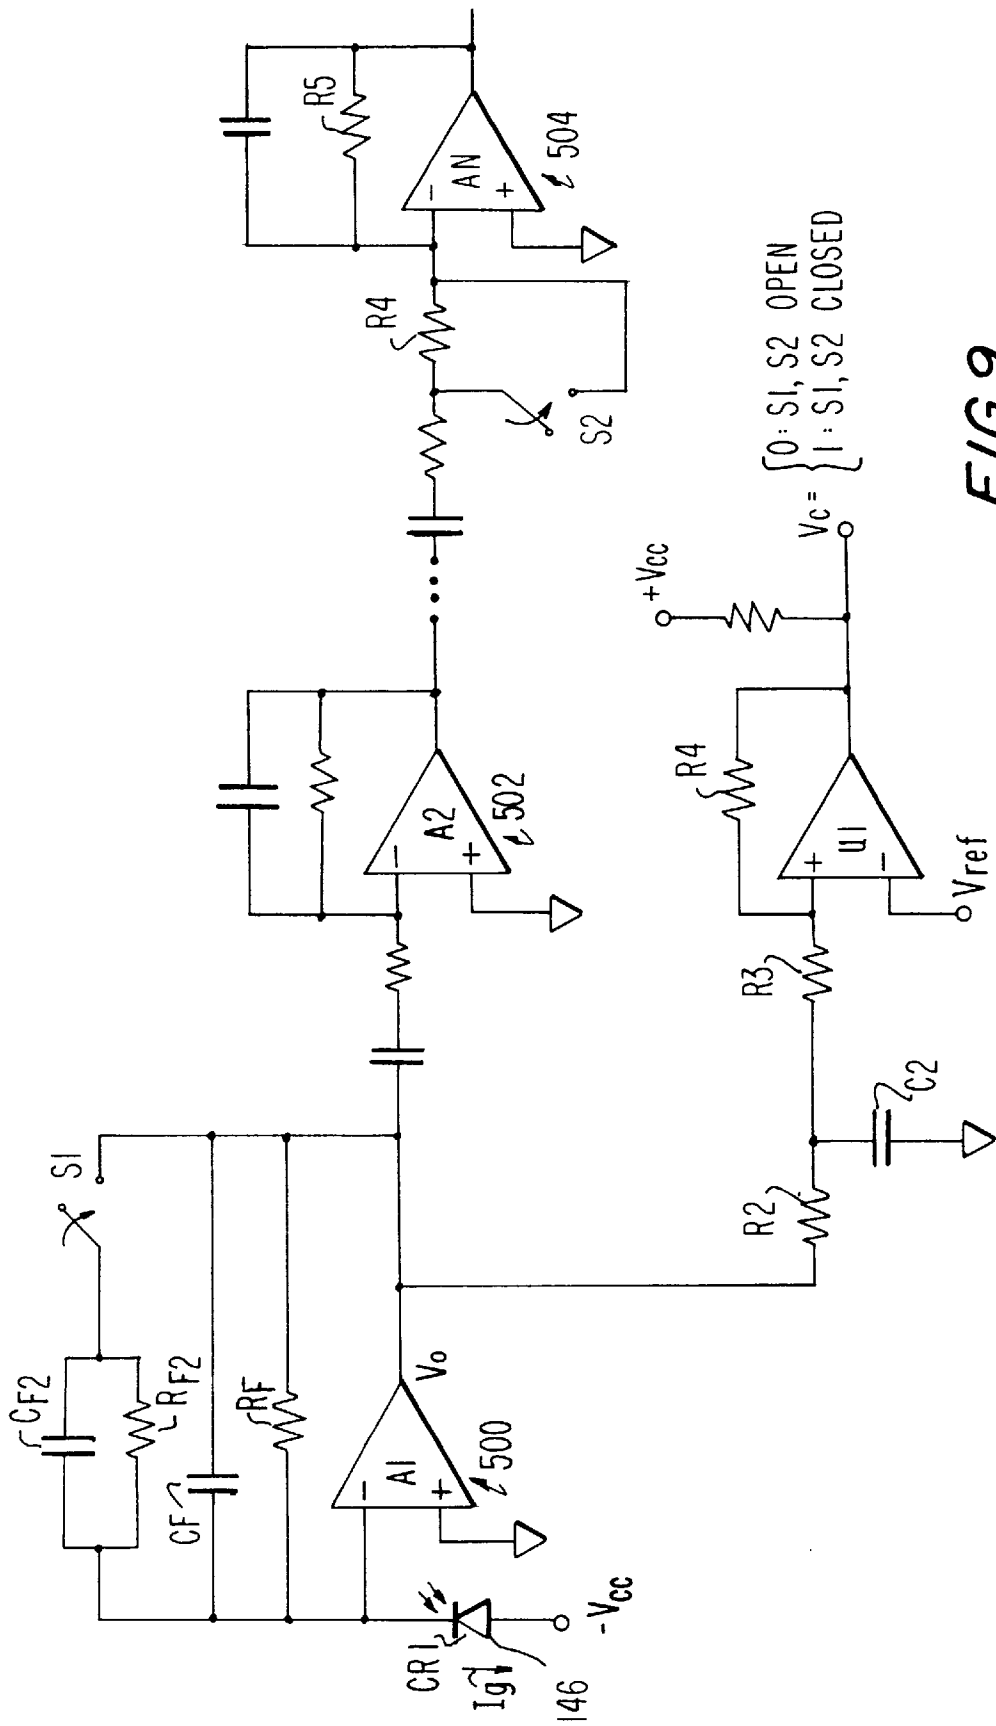 CF2
RF2
S1
CF
RF
CR1
Ig
146
-Vcc
-
+
A1
500
Vo
-
+
A2
502
R4
S2
R5
-
+
AN
504
R2
C2
R3
R4
+
-
U1
Vref
+Vcc
Vc =
0: S1, S2 OPEN
1: S1, S2 CLOSED
FIG.9